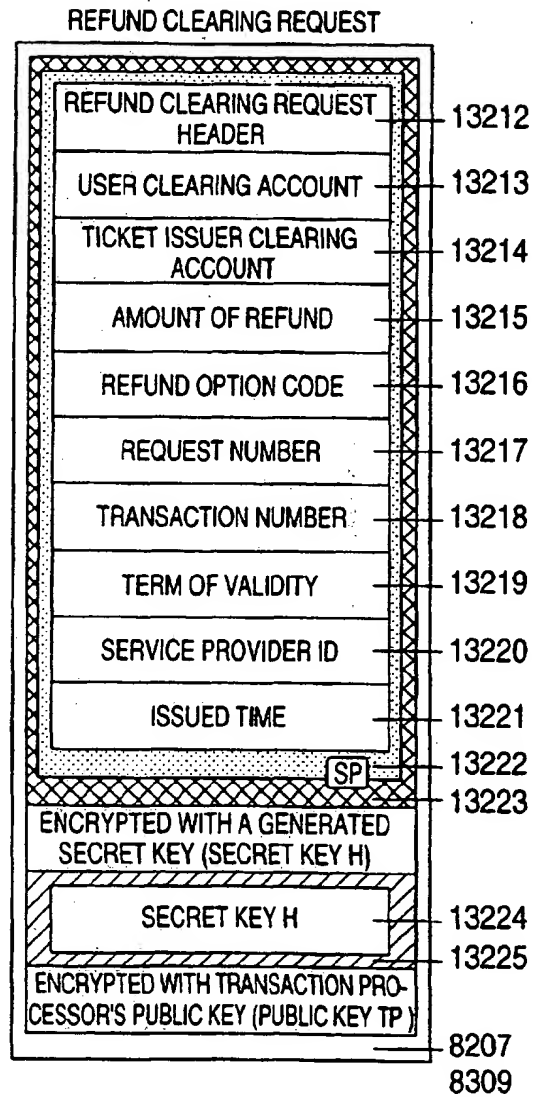 REFUND CLEARING REQUEST
REFUND CLEARING REQUEST
HEADER
13212
USER CLEARING ACCOUNT
13213
TICKET ISSUER CLEARING
ACCOUNT
13214
AMOUNT OF REFUND
13215
REFUND OPTION CODE
13216
REQUEST NUMBER
13217
TRANSACTION NUMBER
13218
TERM OF VALIDITY
13219
SERVICE PROVIDER ID
13220
ISSUED TIME
13221
SP
13222
13223
ENCRYPTED WITH A GENERATED
SECRET KEY (SECRET KEY H)
SECRET KEY H
13224
13225
ENCRYPTED WITH TRANSACTION PRO-
CESSOR'S PUBLIC KEY (PUBLIC KEY TP )
8207
8309